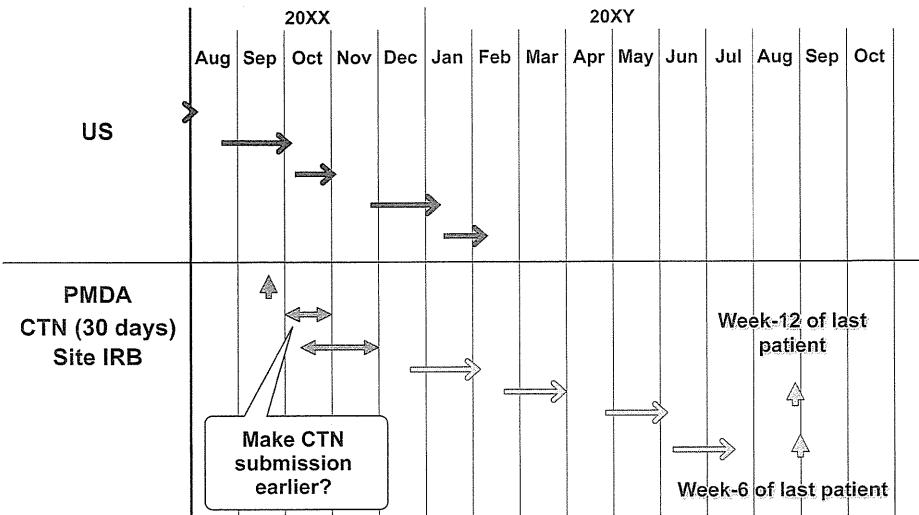 20XX 20XY
Aug Sep Oct Nov Dec Jan Feb Mar Apr May Jun Jul Aug Sep Oct
US
PMDA
CTN (30 days)
Site IRB
Week-12 of last
patient
Make CTN
submission
earlier?
Week-6 of last patient